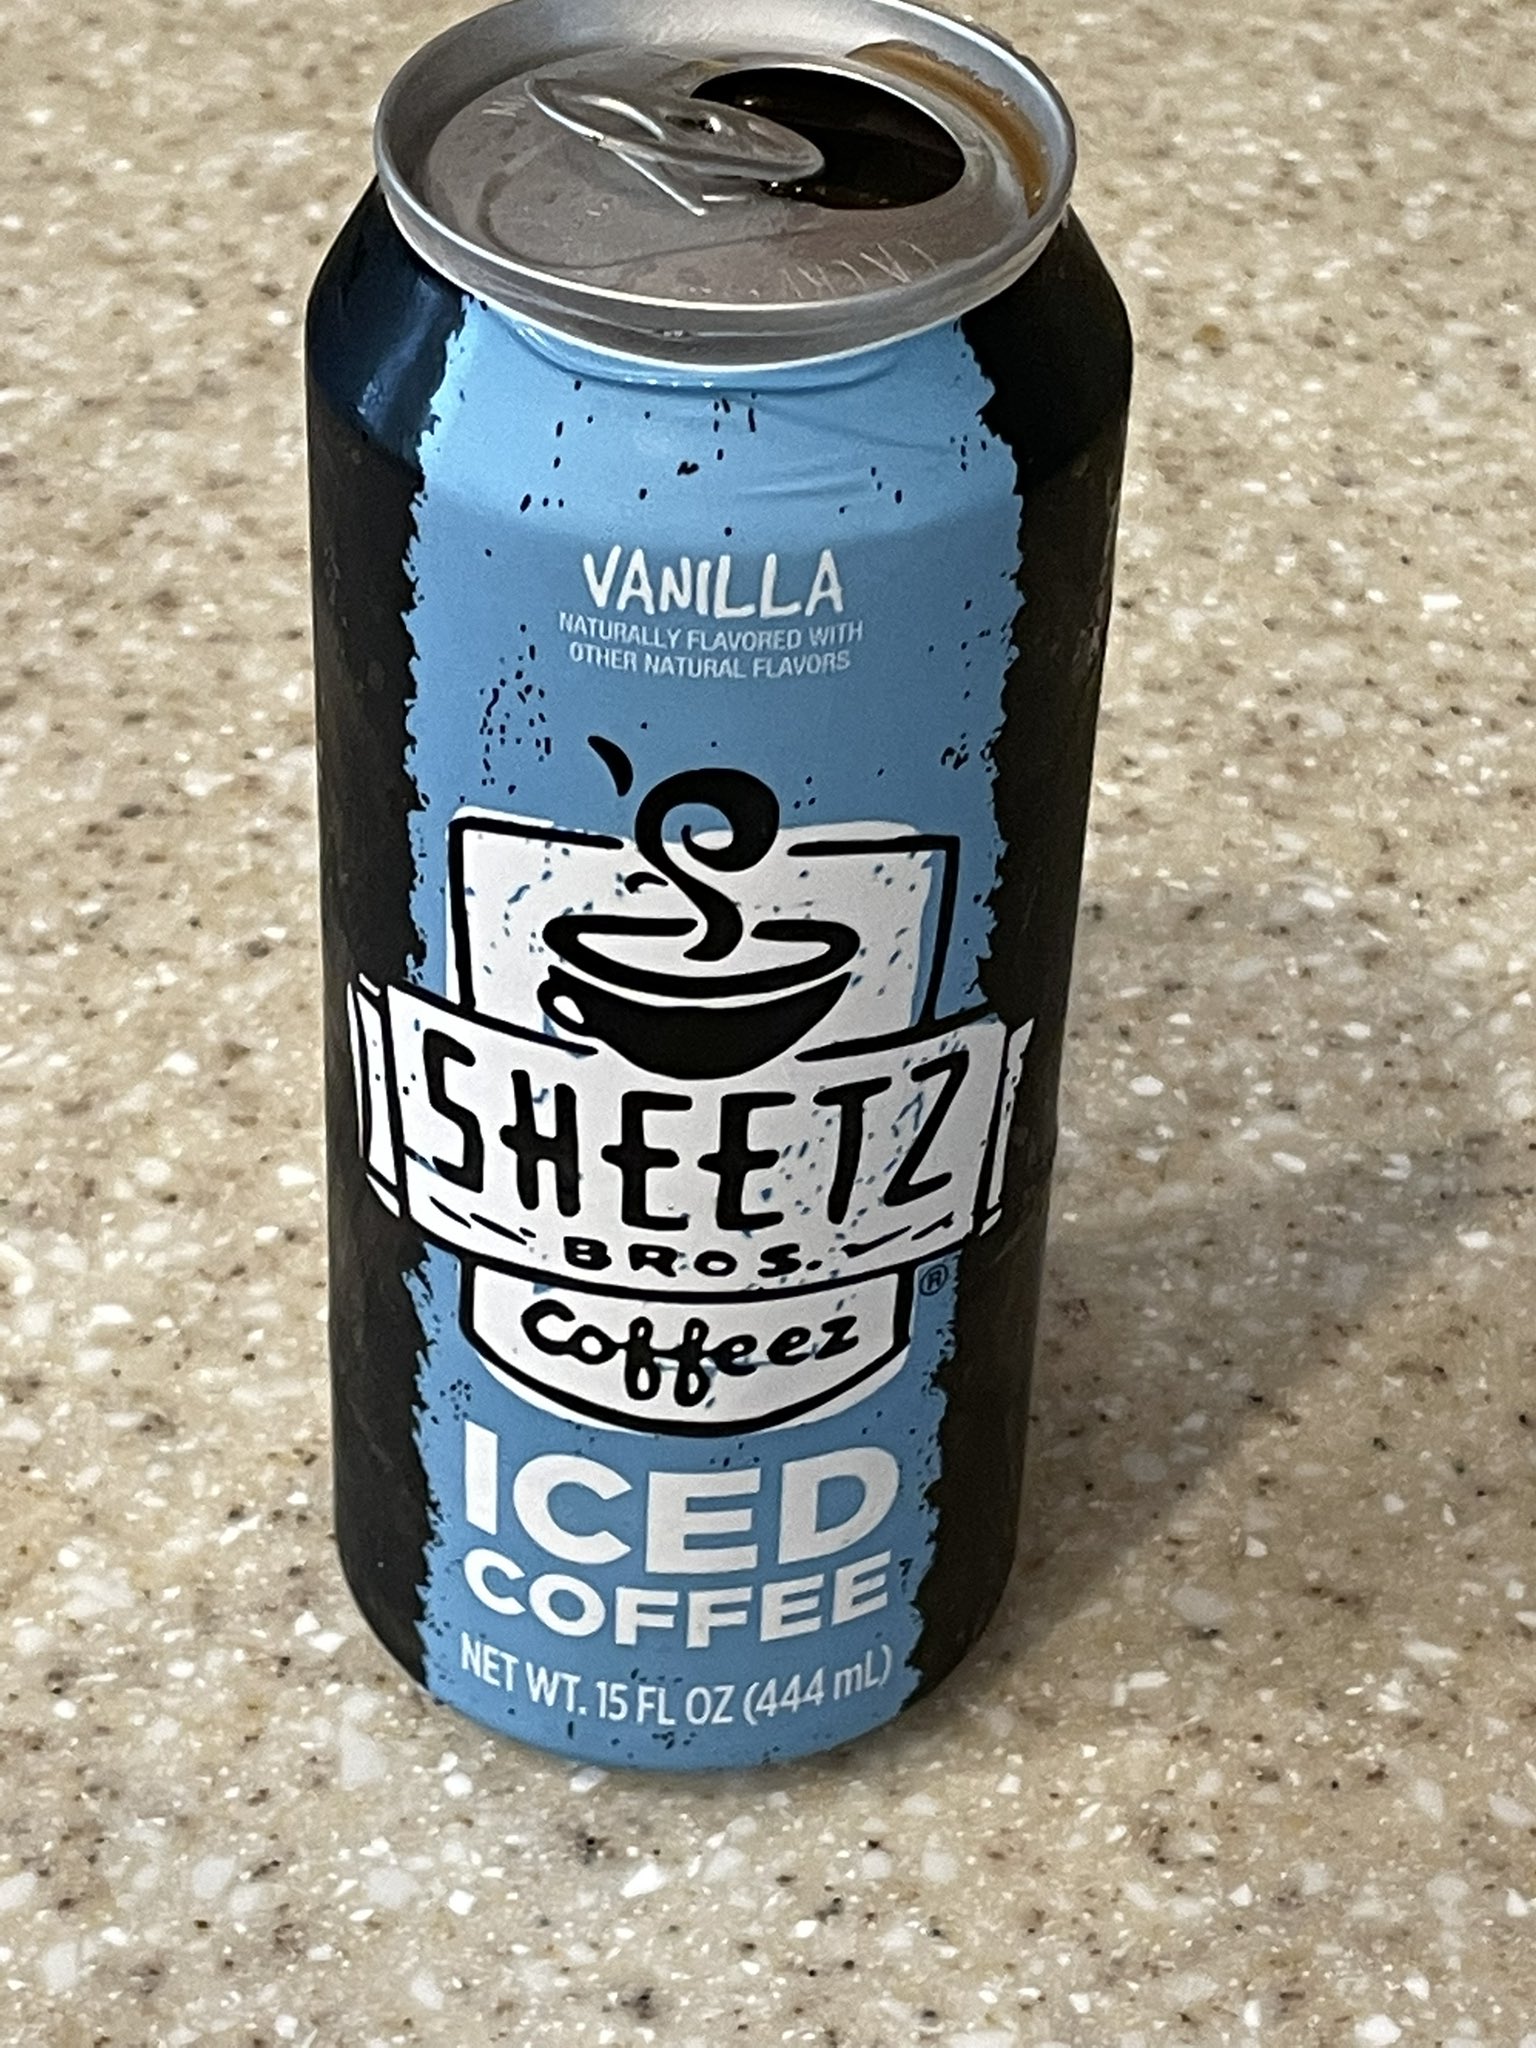 VANILLA
NATURALLY FLAVORED WITH
OTHER NATURAL FLAVORS
SHEETZ
BROS.
®
Coffeez
ICED
COFFEE
NET WT. 15 FL OZ (444 mL)